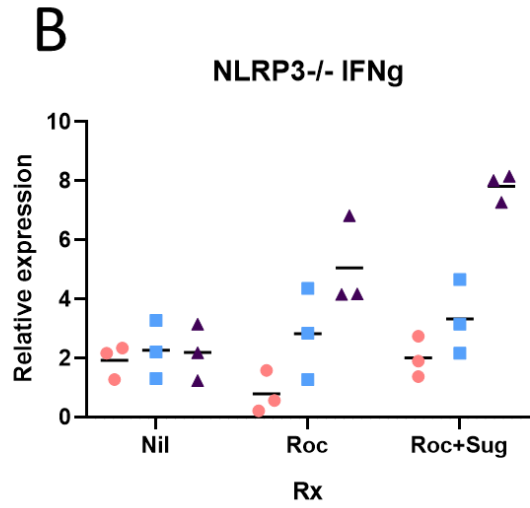 B
NLRP3-/- IFNg
Relative expression
10
8
6
4
2
0
Nil Roc Roc+Sug
Rx